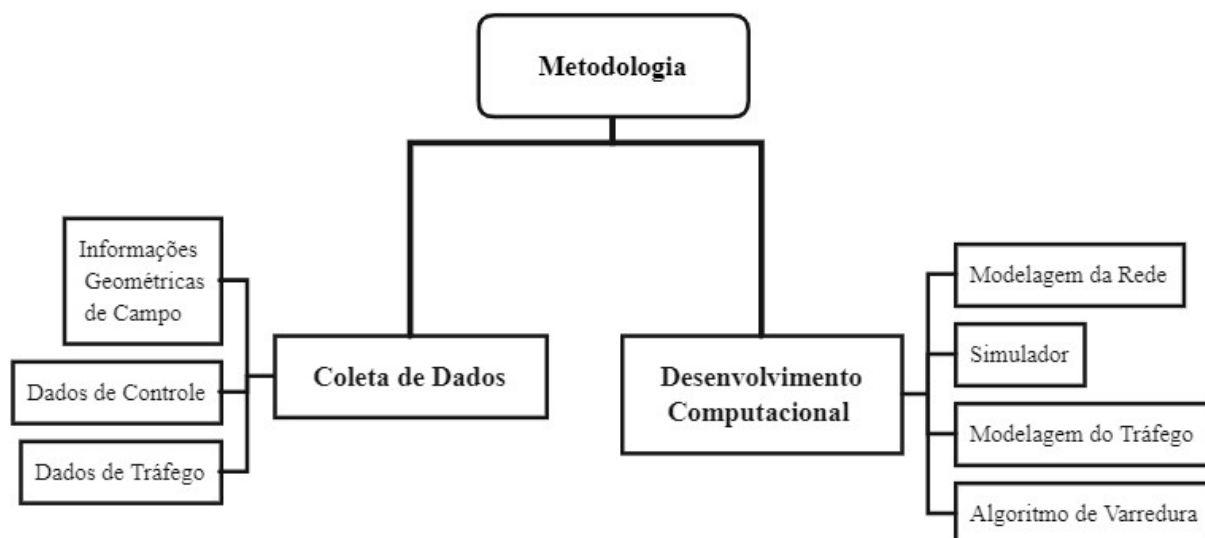 Metodologia
Informações
Geométricas
de Campo
Dados de Controle
Dados de Tráfego
Coleta de Dados
Desenvolvimento
Computacional
Modelagem da Rede
Simulador
Modelagem do Tráfego
Algoritmo de Varredura